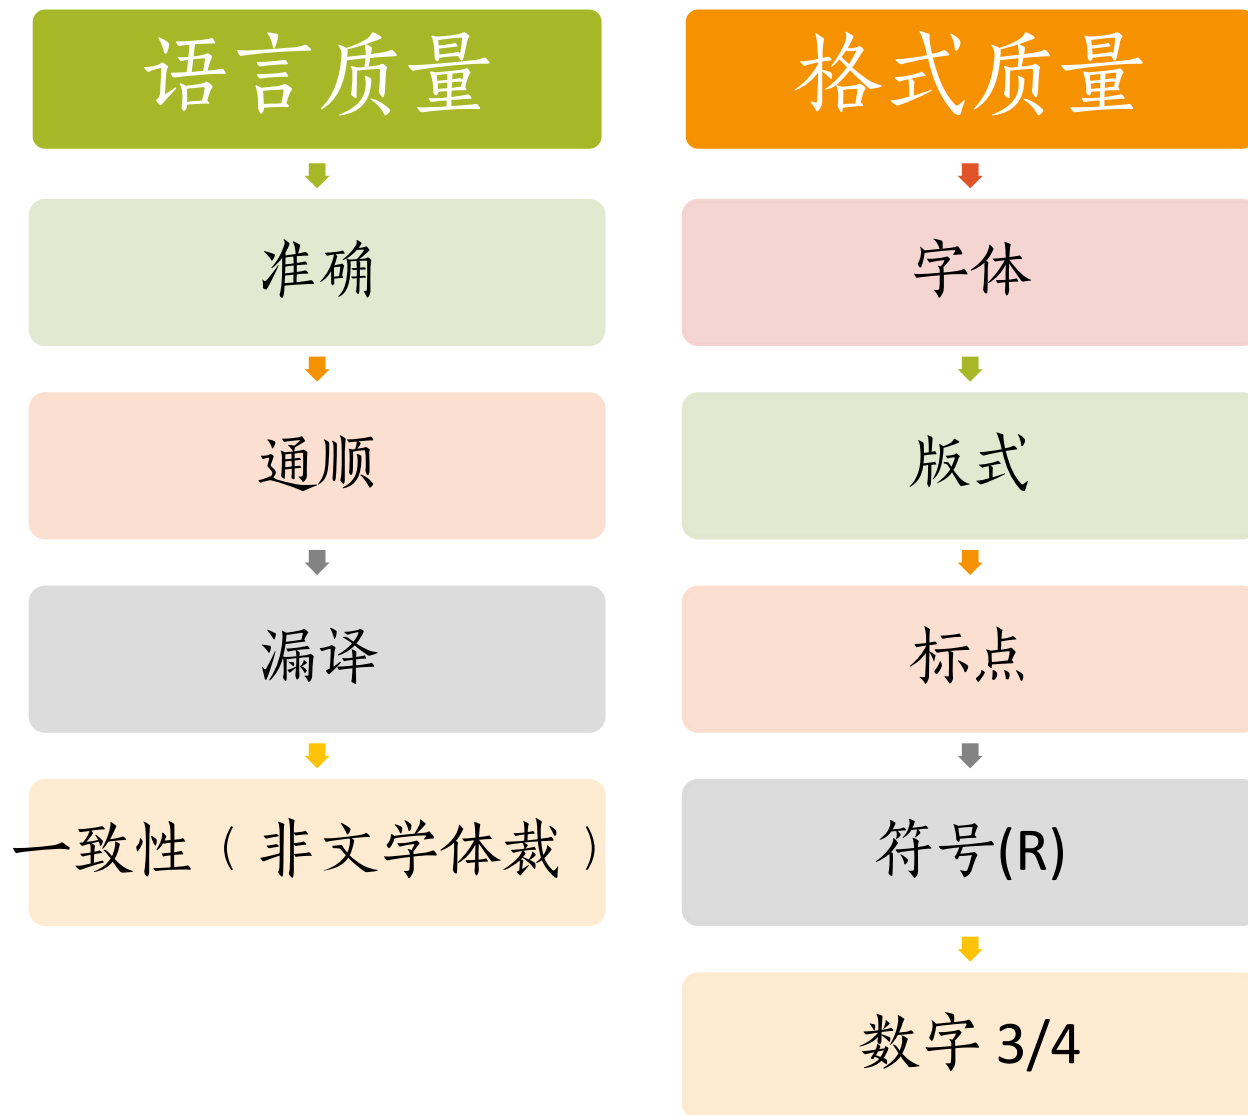 语言质量
准确
通顺
漏译
一致性（非文学体裁）
格式质量
字体
版式
标点
符号(R)
数字 3/4